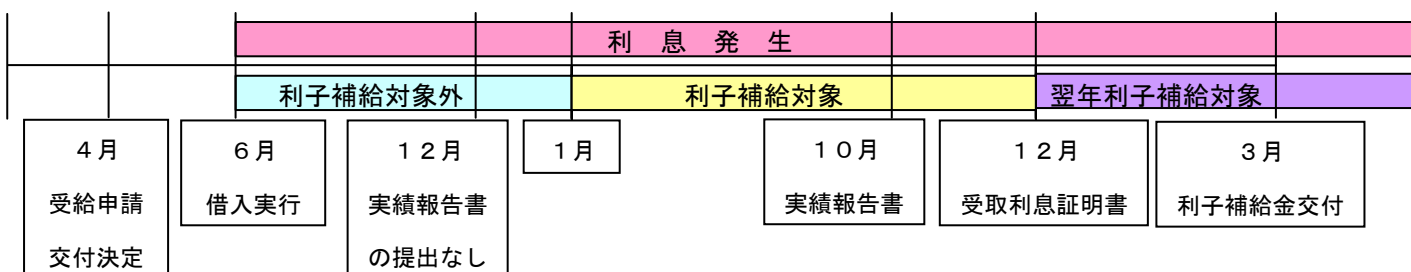 利　息　発　生
利子補給対象外
利子補給対象
翌年利子補給対象
４月
受給申請
交付決定
６月
借入実行
１２月
実績報告書
の提出なし
１月
１０月
実績報告書
１２月
受取利息証明書
３月
利子補給金交付